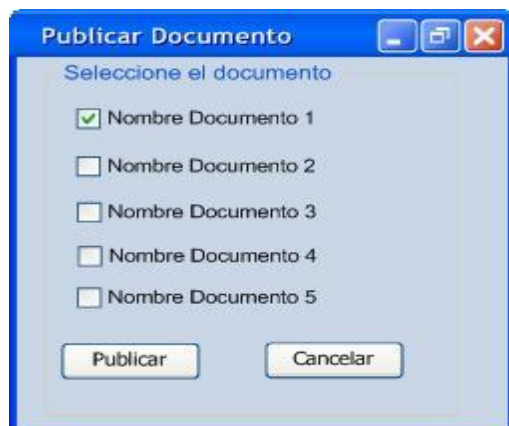 Publicar Documento
Seleccione el documento
Nombre Documento 1
Nombre Documento 2
Nombre Documento 3
Nombre Documento 4
Nombre Documento 5
Publicar Cancelar